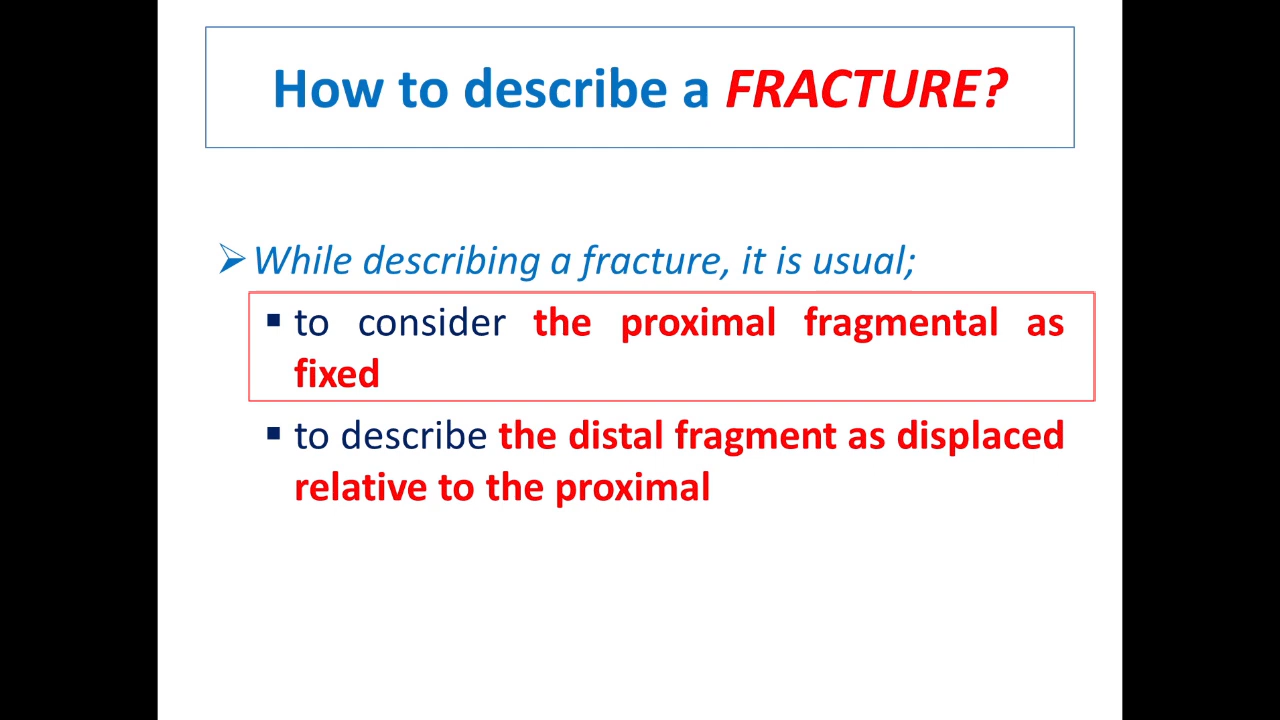 How to describe a FRACTURE?
While describing a fracture, it is usual;
to consider the proximal fragmental as
fixed
to describe the distal fragment as displaced
relative to the proximal